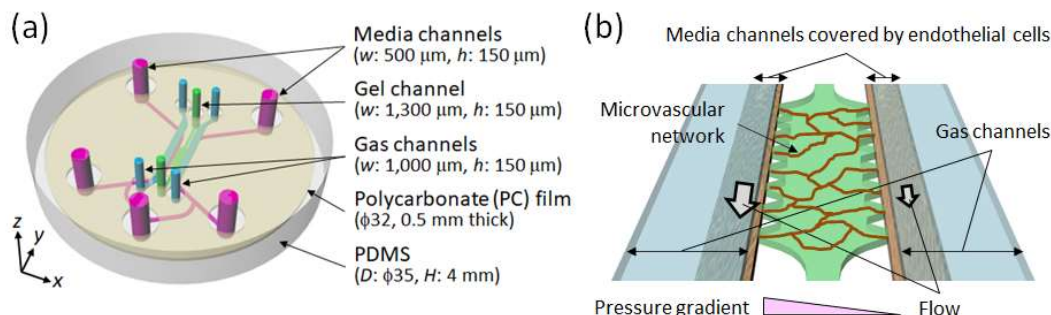 (a)
Media channels
(w: 500 μm, h: 150 μm)
Gel channel
(w: 1,300 μm, h: 150 μm)
Gas channels
(w: 1,000 μm, h: 150 μm)
Polycarbonate (PC) film
(ϕ32, 0.5 mm thick)
PDMS
(D: ϕ35, H: 4 mm)
z
y
x
(b)
Media channels covered by endothelial cells
Microvascular
network
Gas channels
Pressure gradient
Flow